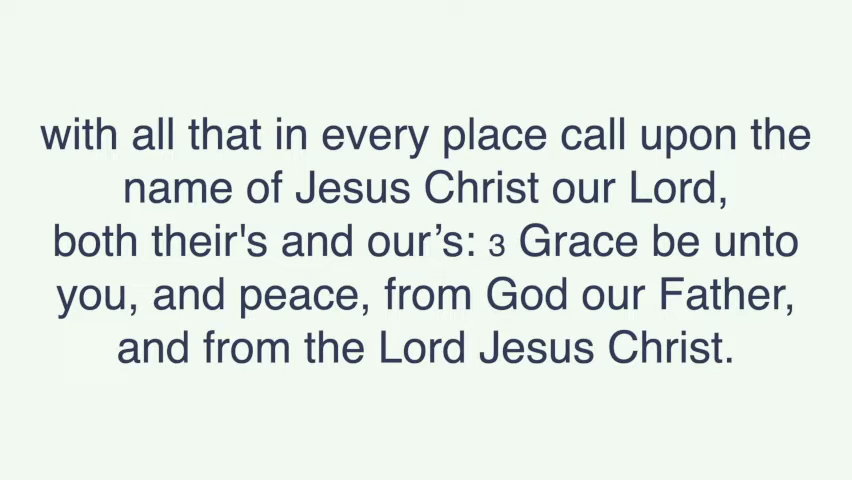 with all that in every place call upon the
name of Jesus Christ our Lord,
both their's and our’s: 3 Grace be unto
you, and peace, from God our Father,
and from the Lord Jesus Christ.